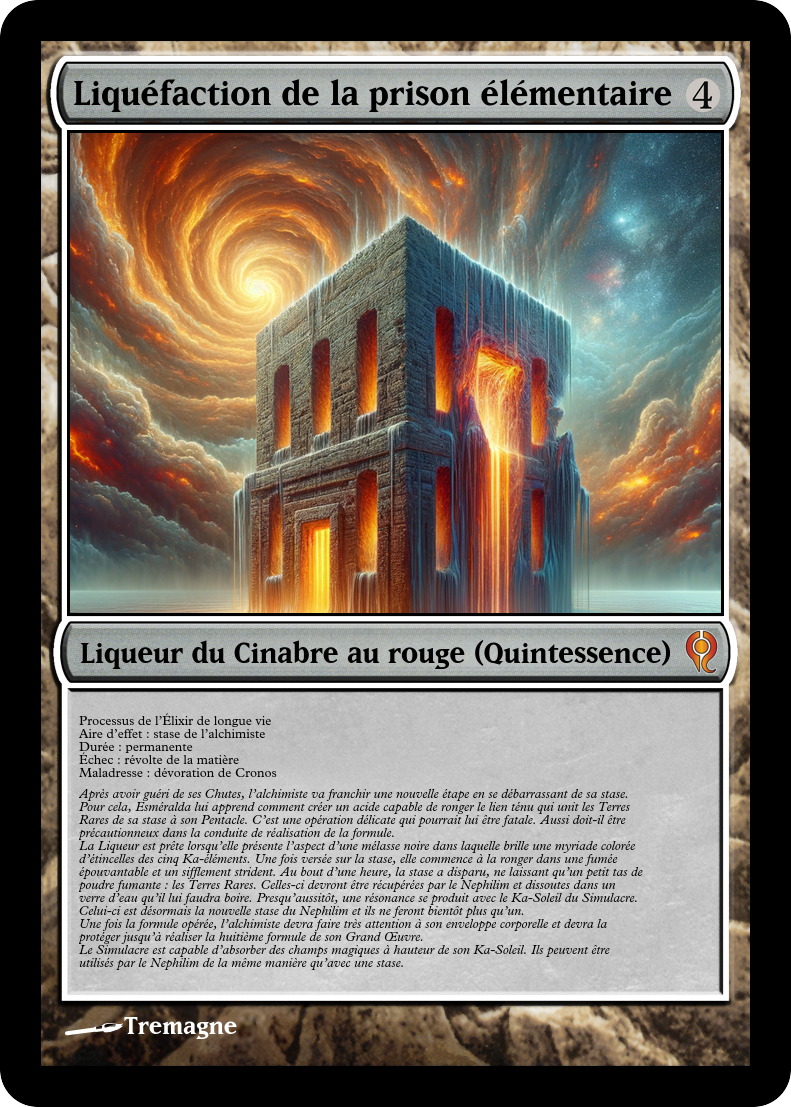 Liquéfaction de la prison élémentaire 4
Liqueur du Cinabre au rouge (Quintessence)
Processus de l'Élixir de longue vie
Aire d'effet : stase de l'alchimiste
Durée : permanente
Échec : révolte de la matière
Maladresse : dévoration de Cronos
Après avoir guéri de ses Chutes, l'alchimiste va franchir une nouvelle étape en se débarrassant de sa stase.
Pour cela, Esméralda lui apprend comment créer un acide capable de ronger le lien ténu qui unit les Terres
Rares de sa stase à son Pentacle. C'est une opération délicate qui pourrait lui être fatale. Aussi doit-il être
précautionneux dans la conduite de réalisation de la formule.
La Liqueur est prête lorsqu'elle présente l'aspect d'une mélasse noire dans laquelle brille une myriade colorée
d'étincelles des cinq Ka-éléments. Une fois versée sur la stase, elle commence à la ronger dans une fumée
épouvantable et un sifflement strident. Au bout d'une heure, la stase a disparu, ne laissant qu'un petit tas de
poudre fumante : les Terres Rares. Celles-ci devront être récupérées par le Nephilim et dissoutes dans un
verre d'eau qu'il lui faudra boire. Presqu'aussitôt, une résonance se produit avec le Ka-Soleil du Simulacre.
Celui-ci est désormais la nouvelle stase du Nephilim et ils ne feront bientôt plus qu'un.
Une fois la formule opérée, l'alchimiste devra faire très attention à son enveloppe corporelle et devra la
protéger jusqu'à réaliser la huitième formule de son Grand Œuvre.
Le Simulacre est capable d'absorber des champs magiques à hauteur de son Ka-Soleil. Ils peuvent être
utilisés par le Nephilim de la même manière qu'avec une stase.
Tremagne